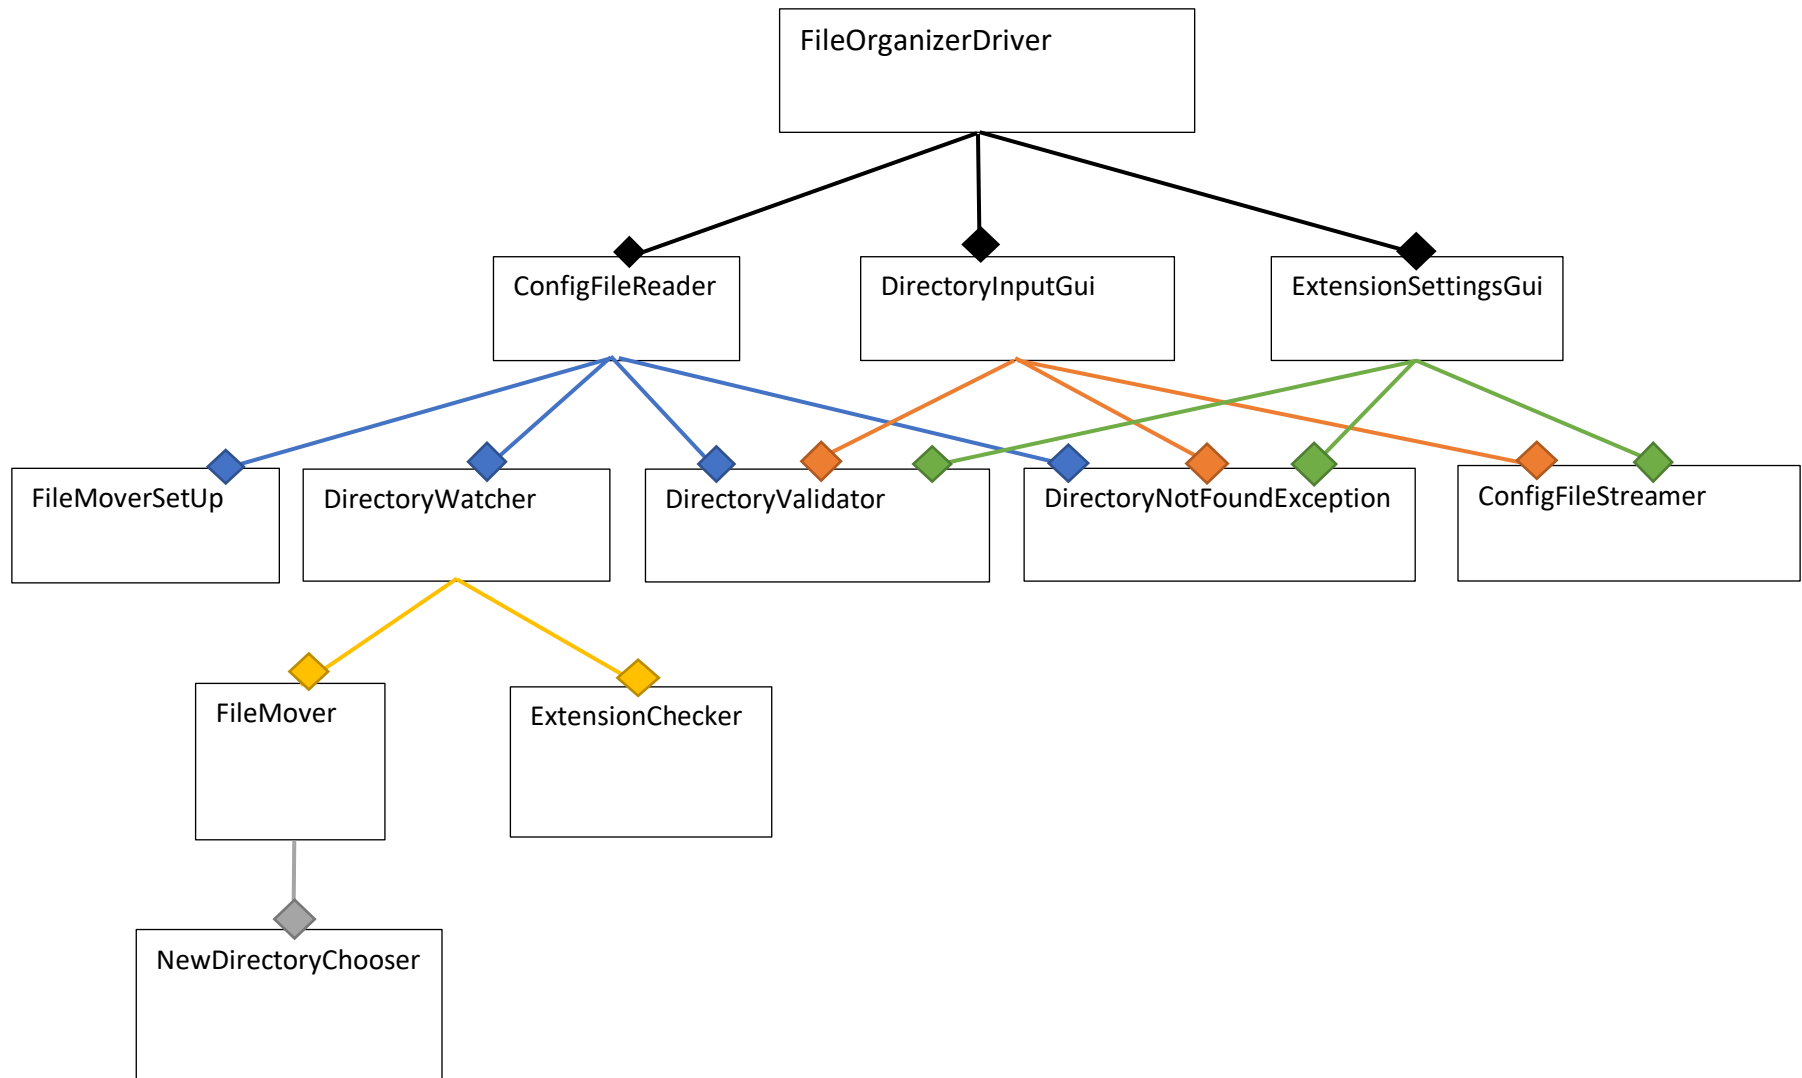 FileOrganizerDriver
ConfigFileReader
DirectoryInputGui
ExtensionSettingsGui
FileMoverSetUp
DirectoryWatcher
DirectoryValidator
DirectoryNotFoundException
ConfigFileStreamer
FileMover
ExtensionChecker
NewDirectoryChooser